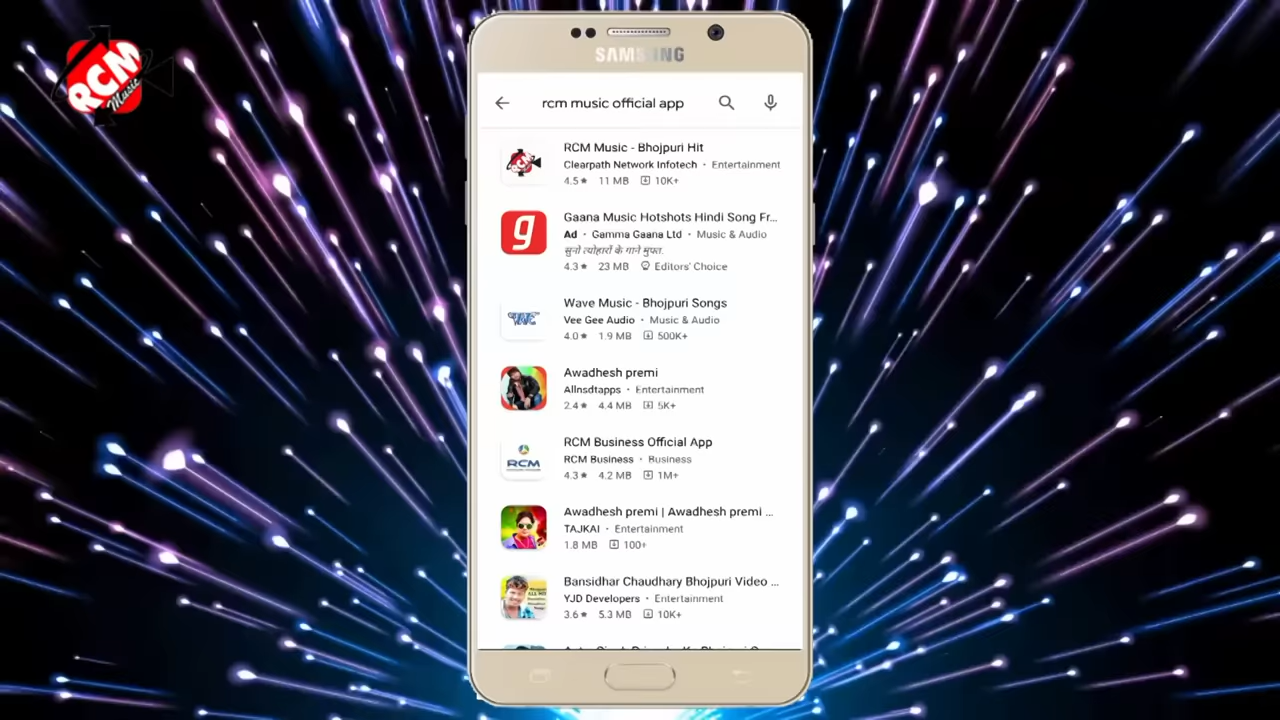 RCM
Music
SAMSUNG
rcm music official app
RCM Music - Bhojpuri Hit
Clearpath Network Infotech • Entertainment
4.5★ 11 MB 10K+
Gaana Music Hotshots Hindi Song Fr...
Ad • Gamma Gaana Ltd • Music & Audio
सुनो त्योहारों के गाने मुफ्त.
4.3★ 23 MB Editors' Choice
Wave Music - Bhojpuri Songs
Vee Gee Audio • Music & Audio
4.0★ 1.9 MB 500K+
Awadhesh premi
Allnsdtapps • Entertainment
2.4★ 4.4 MB 5K+
RCM Business Official App
RCM Business • Business
4.3★ 4.2 MB 1M+
RCM
Awadhesh premi | Awadhesh premi ...
TAJKAI • Entertainment
1.8 MB 100+
Bansidhar Chaudhary Bhojpuri Video ...
YJD Developers • Entertainment
3.6★ 5.3 MB 10K+